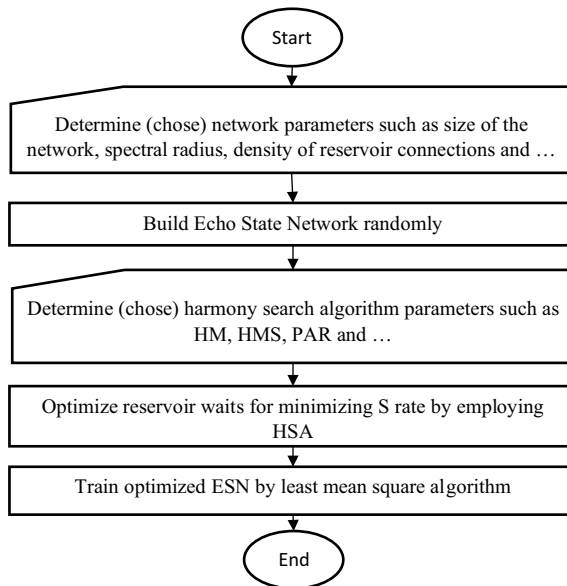 Start
Determine (chose) network parameters such as size of the
network, spectral radius, density of reservoir connections and …
Build Echo State Network randomly
Determine (chose) harmony search algorithm parameters such as
HM, HMS, PAR and …
Optimize reservoir waits for minimizing S rate by employing
HSA
Train optimized ESN by least mean square algorithm
End